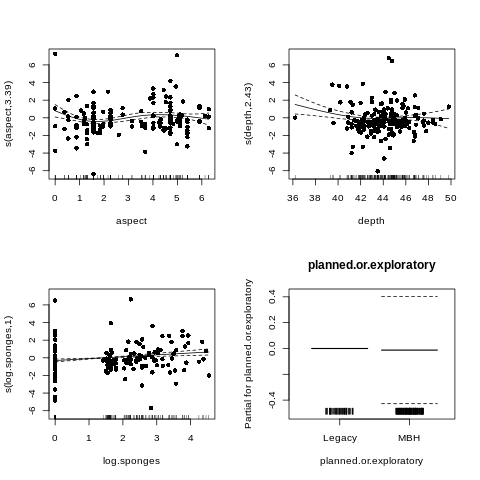 s(aspect,3.39)
6
4
2
0
-2
-4
-6
0 1 2 3 4 5 6
aspect
s(depth,2.43)
6
4
2
0
-2
-4
-6
36 38 40 42 44 46 48 50
depth
s(log.sponges,1)
6
4
2
0
-2
-4
-6
0 1 2 3 4
log.sponges
planned.or.exploratory
Partial for planned.or.exploratory
0.4
0.2
0.0
-0.4
Legacy MBH
planned.or.exploratory